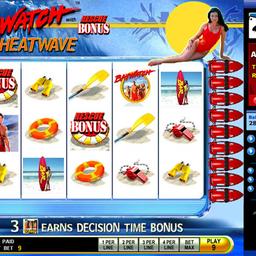 WATCH
HEATWAVE
RESCUE
BONUS
RESCUE
BONUS
BAYWATCH
RESCUE
BONUS
3 EARNS DECISION TIME BONUS
PAID
BET 9
1 PER
LINE
2 PER
LINE
3 PER
LINE
4 PER
LINE
5 PER
LINE
BET
MAX
PLAY
9